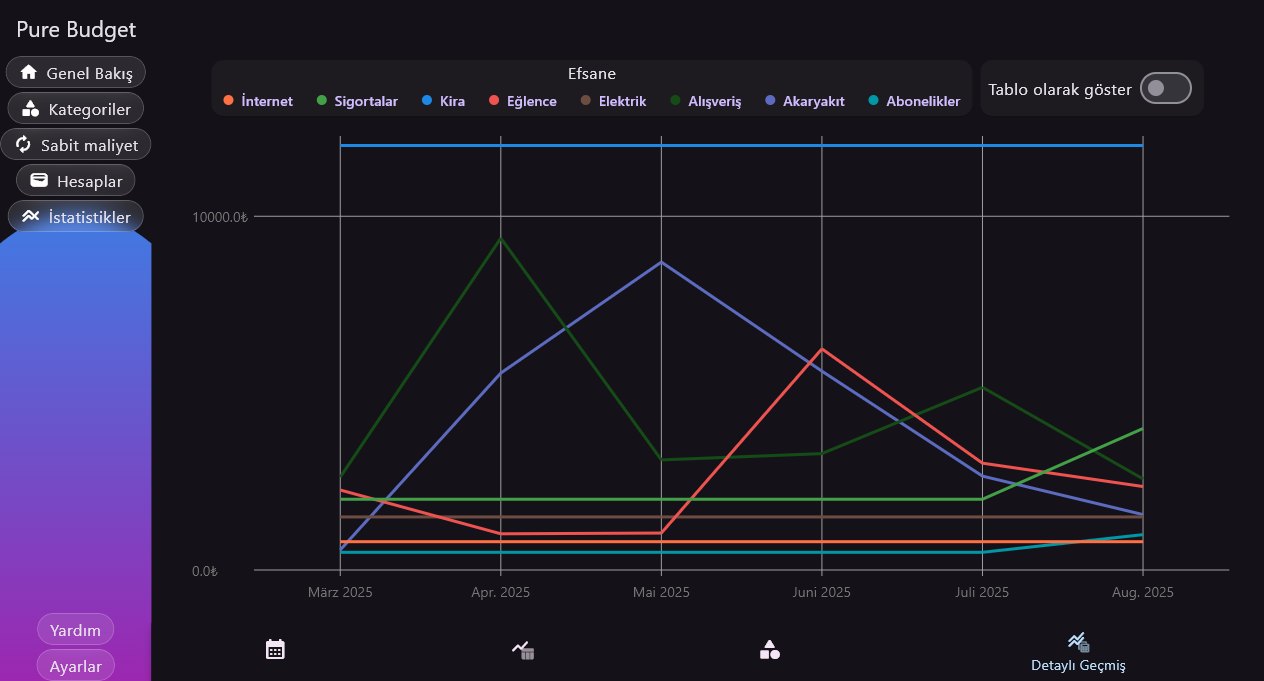 Pure Budget
Genel Bakış
Kategoriler
Sabit maliyet
Hesaplar
İstatistikler
Yardım
Ayarlar
Efsane
İnternet Sigortalar Kira Eğlence Elektrik Alışveriş Akaryakıt Abonelikler
Tablo olarak göster
10000.0₺
0.0₺
März 2025 Apr. 2025 Mai 2025 Juni 2025 Juli 2025 Aug. 2025
Detaylı Geçmiş